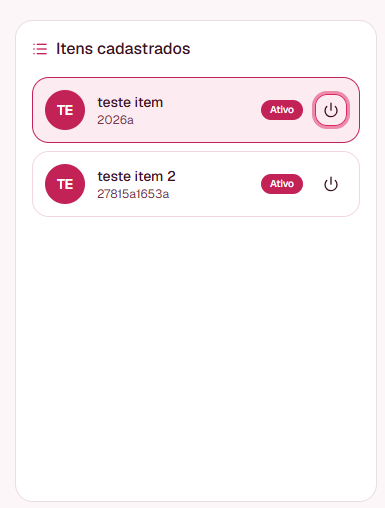 Itens cadastrados
TE
teste item
2026a
Ativo
TE
teste item 2
27815a1653a
Ativo